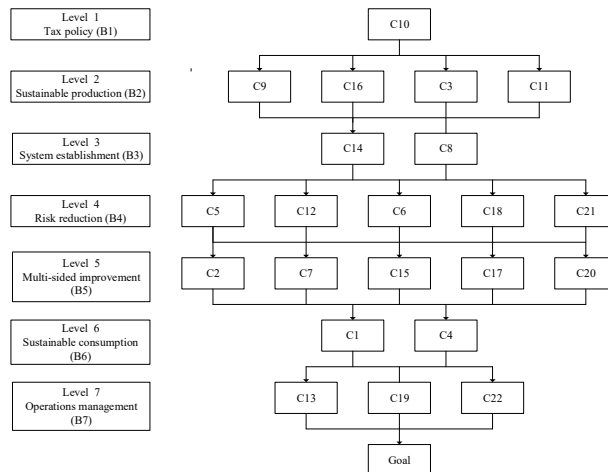 Level 1
Tax policy (B1)
C10
Level 2
Sustainable production (B2)
C9
C16
C3
C11
Level 3
System establishment (B3)
C14
C8
Level 4
Risk reduction (B4)
C5
C12
C6
C18
C21
Level 5
Multi-sided improvement
(B5)
C2
C7
C15
C17
C20
Level 6
Sustainable consumption
(B6)
C1
C4
Level 7
Operations management
(B7)
C13
C19
C22
Goal